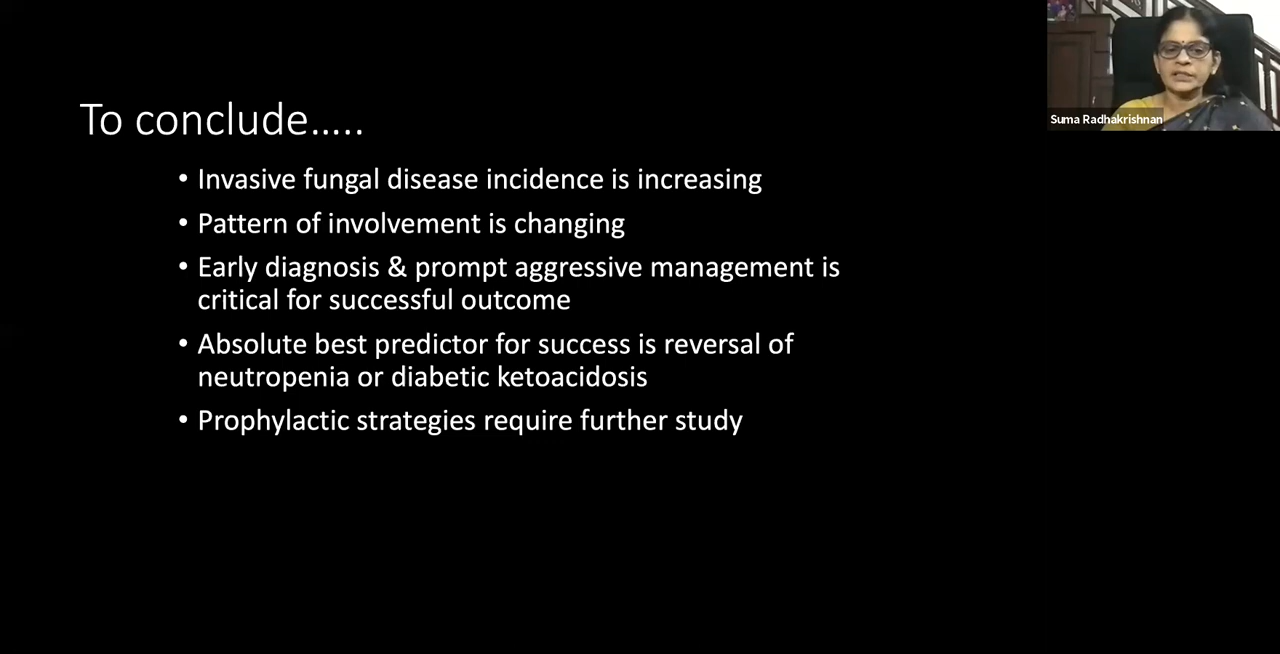 Suma Radhakrishnan
To conclude.....
• Invasive fungal disease incidence is increasing
• Pattern of involvement is changing
• Early diagnosis & prompt aggressive management is
critical for successful outcome
• Absolute best predictor for success is reversal of
neutropenia or diabetic ketoacidosis
• Prophylactic strategies require further study